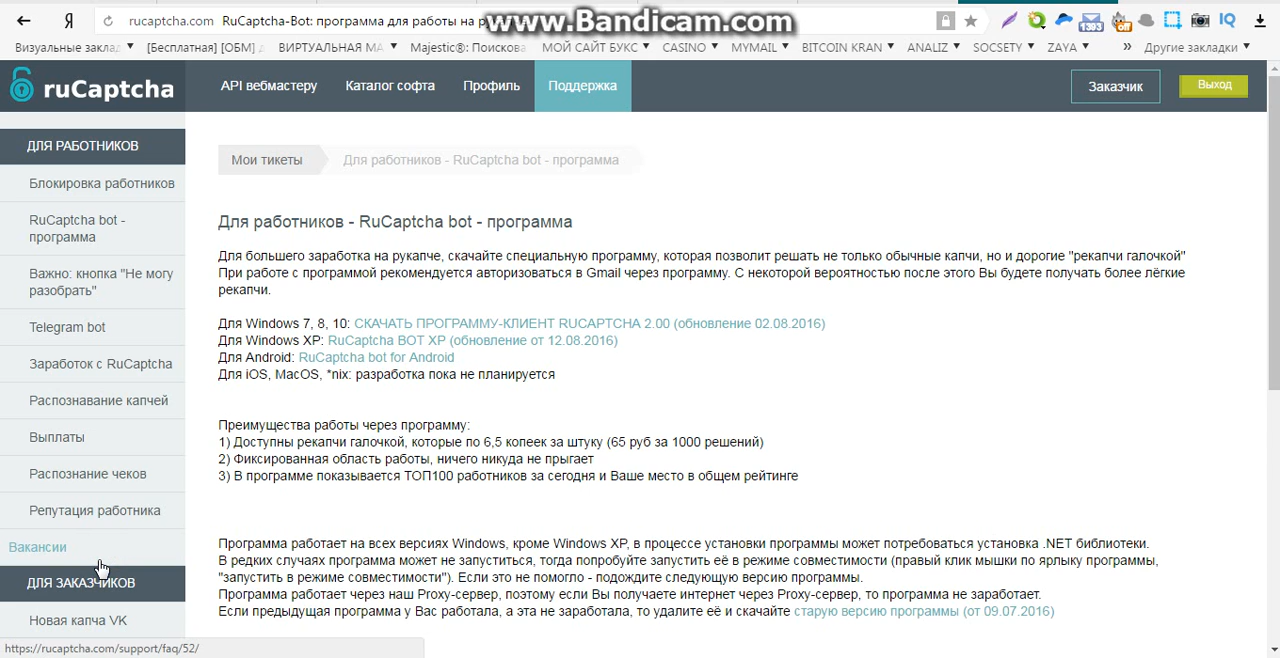 Я
rucaptcha.com RuCaptcha-Bot: программа для работы на
www.Bandicam.com
1393
off
IQ
Визуальные заклад
[Бесплатная] [ОБМ]
ВИРТУАЛЬНАЯ МА
Majestic®: Поискова
МОЙ САЙТ БУКС
CASINO
MYMAIL
BITCOIN KRAN
ANALIZ
SOCSETY
ZAYA
»
Другие закладки
ruCaptcha
API вебмастеру
Каталог софта
Профиль
Поддержка
Заказчик
Выход
ДЛЯ РАБОТНИКОВ
Блокировка работников
RuCaptcha bot -
программа
Важно: кнопка "Не могу
разобрать"
Telegram bot
Заработок с RuCaptcha
Распознавание капчей
Выплаты
Распознание чеков
Репутация работника
Вакансии
ДЛЯ ЗАКАЗЧИКОВ
Новая капча VK
https://rucaptcha.com/support/faq/52/
Мои тикеты
Для работников - RuCaptcha bot - программа
Для работников - RuCaptcha bot - программа
Для большего заработка на рукапче, скачайте специальную программу, которая позволит решать не только обычные капчи, но и дорогие "рекапчи галочкой"
При работе с программой рекомендуется авторизоваться в Gmail через программу. С некоторой вероятностью после этого Вы будете получать более лёгкие
рекапчи.
Для Windows 7, 8, 10: СКАЧАТЬ ПРОГРАММУ-КЛИЕНТ RUCAPTCHA 2.00 (обновление 02.08.2016)
Для Windows XP: RuCaptcha BOT XP (обновление от 12.08.2016)
Для Android: RuCaptcha bot for Android
Для iOS, MacOS, *nix: разработка пока не планируется
Преимущества работы через программу:
1) Доступны рекапчи галочкой, которые по 6,5 копеек за штуку (65 руб за 1000 решений)
2) Фиксированная область работы, ничего никуда не прыгает
3) В программе показывается ТОП100 работников за сегодня и Ваше место в общем рейтинге
Программа работает на всех версиях Windows, кроме Windows XP, в процессе установки программы может потребоваться установка .NET библиотеки.
В редких случаях программа может не запуститься, тогда попробуйте запустить её в режиме совместимости (правый клик мышки по ярлыку программы,
"запустить в режиме совместимости"). Если это не помогло - подождите следующую версию программы.
Программа работает через наш Proxy-сервер, поэтому если Вы получаете интернет через Proxy-сервер, то программа не заработает.
Если предыдущая программа у Вас работала, а эта не заработала, то удалите её и скачайте старую версию программы (от 09.07.2016)